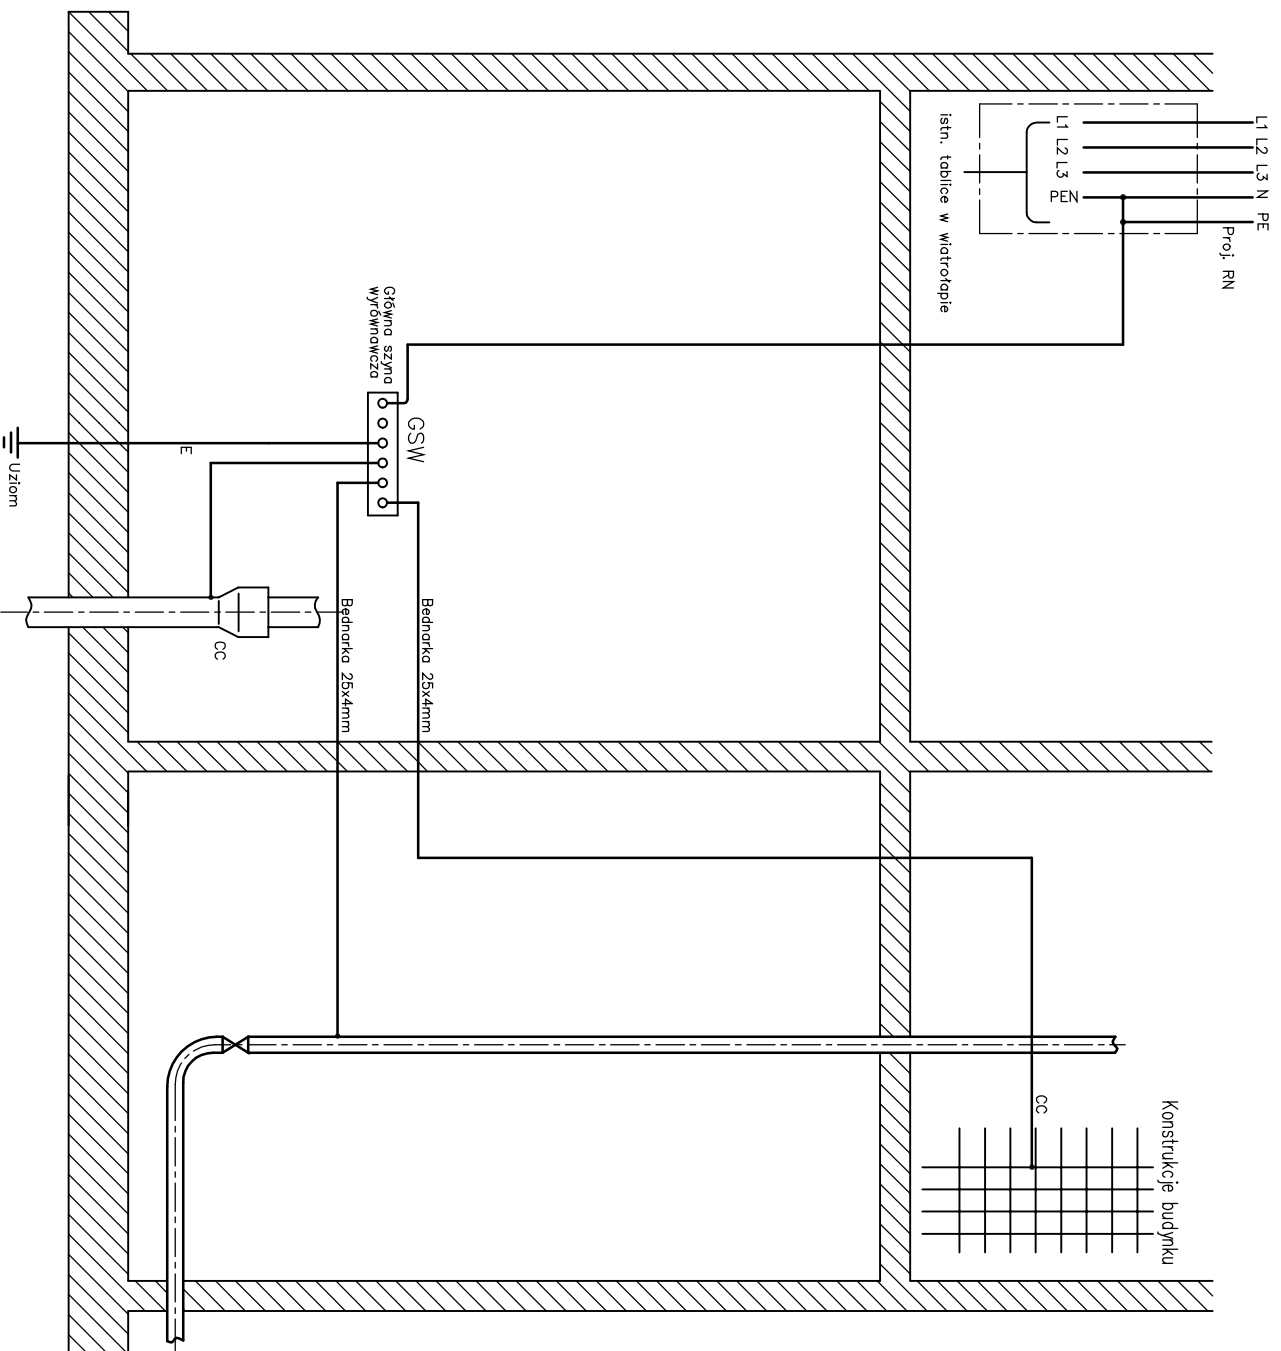 L1 L2 L3 N PE
Proj. RN
L1 L2 L3 PEN
istn. tablice w wiatrołapie
Główna szyna
wyrównawcza
GSW
E
Uziom
CC
Bednarka 25x4mm
Bednarka 25x4mm
CC
Konstrukcje budynku